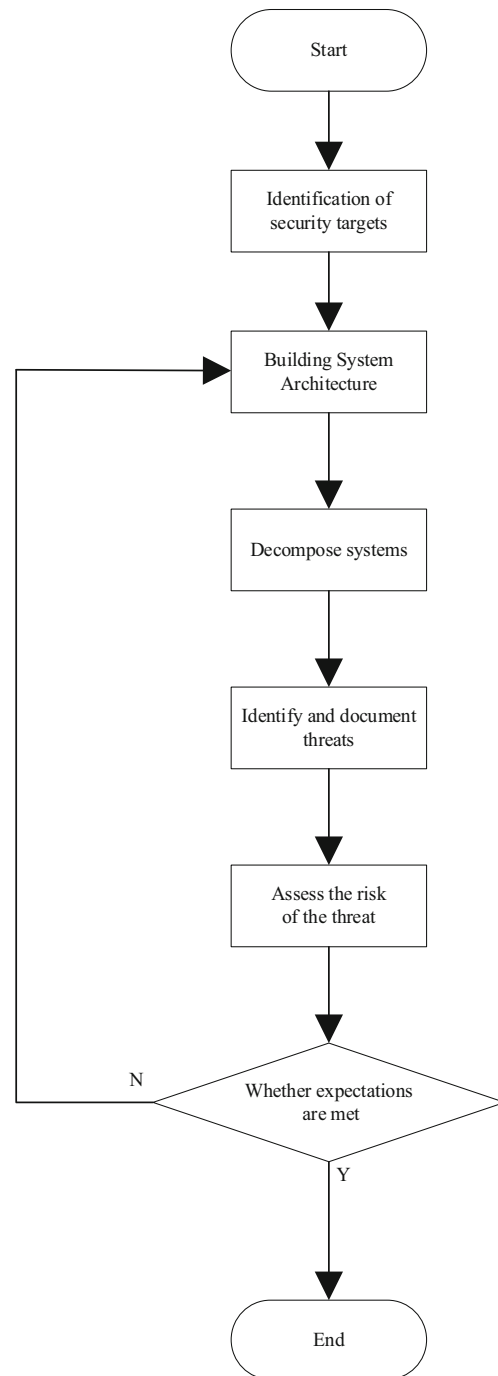 Start
Identification of
security targets
Building System
Architecture
Decompose systems
Identify and document
threats
Assess the risk
of the threat
N
Whether expectations
are met
Y
End